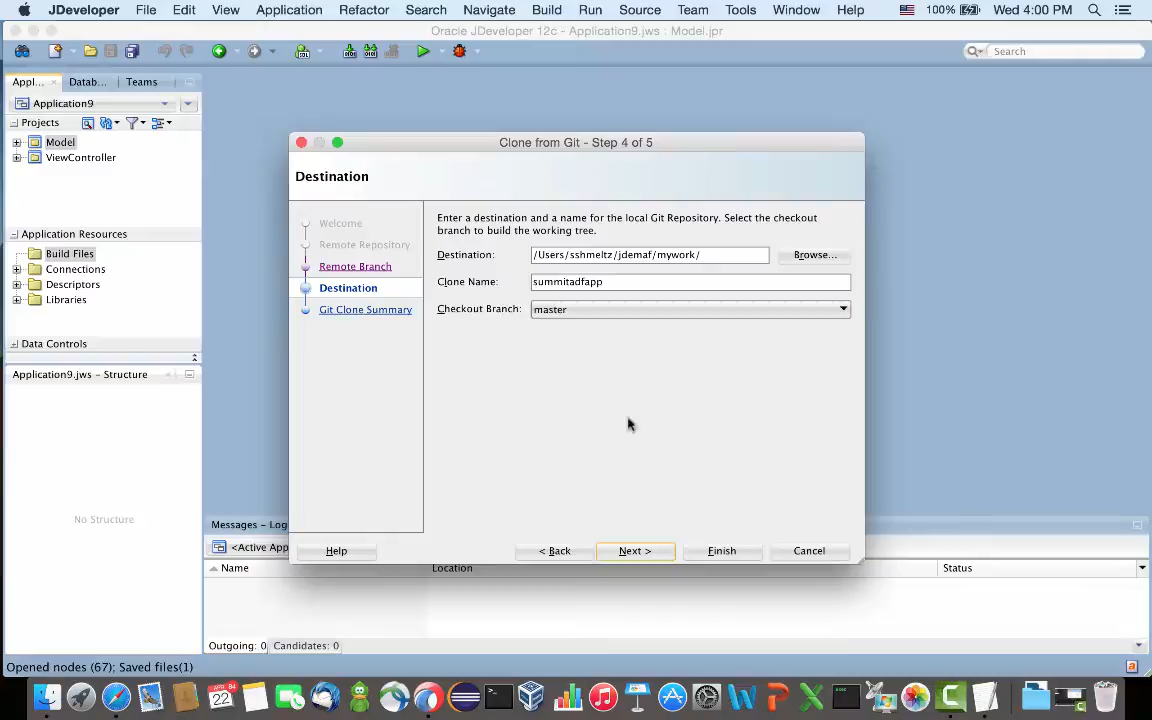 JDeveloper File Edit View Application Refactor Search Navigate Build Run Source Team Tools Window Help 100% Wed 4:00 PM
Oracle JDeveloper 12c - Application9.jws : Model.jpr
Search
Appl... Datab... Teams
Application9
Projects
Model
ViewController
Application Resources
Build Files
Connections
Descriptors
Libraries
Data Controls
Application9.jws - Structure
No Structure
Clone from Git - Step 4 of 5
Destination
Welcome
Remote Repository
Remote Branch
Destination
Git Clone Summary
Enter a destination and a name for the local Git Repository. Select the checkout
branch to build the working tree.
Destination: /Users/sshmeltz/jdemaf/mywork/ Browse...
Clone Name: summitadfapp
Checkout Branch: master
Help < Back Next > Finish Cancel
Messages - Log
<Active App
Name Location Status
Outgoing: 0 Candidates: 0
Opened nodes (67); Saved files(1)